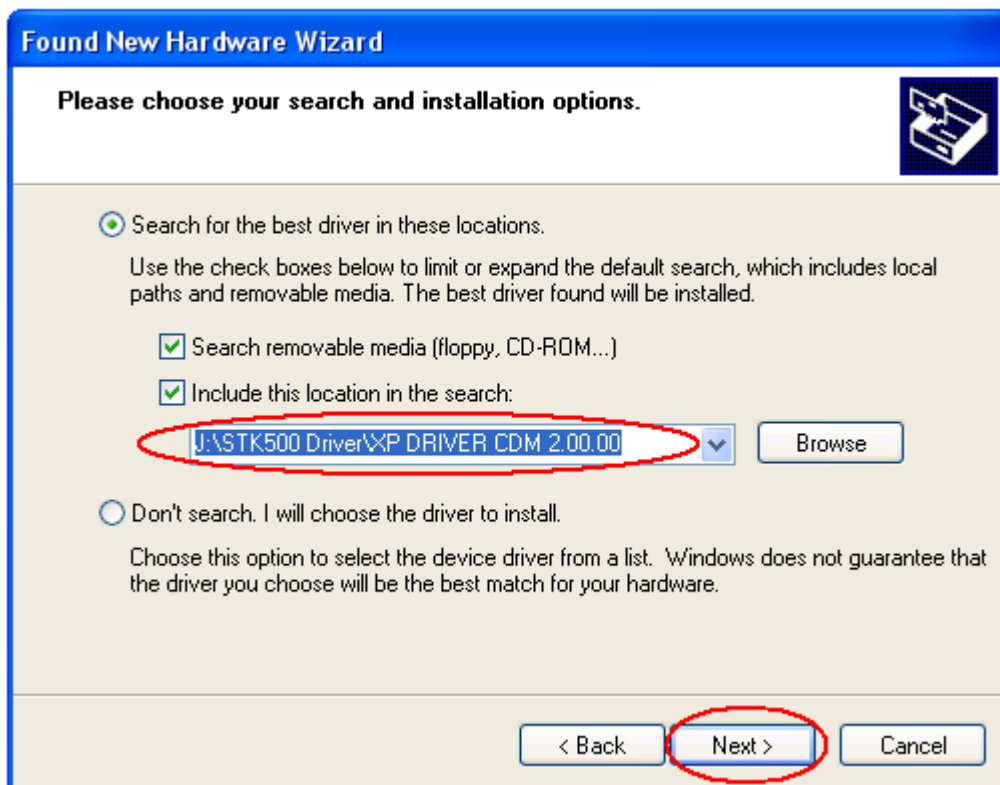 Found New Hardware Wizard
Please choose your search and installation options.
Search for the best driver in these locations.
Use the check boxes below to limit or expand the default search, which includes local
paths and removable media. The best driver found will be installed.
Search removable media (floppy, CD-ROM...)
Include this location in the search:
J:\STK500 Driver\XP DRIVER CDM 2.00.00
Browse
Don't search. I will choose the driver to install.
Choose this option to select the device driver from a list. Windows does not guarantee that
the driver you choose will be the best match for your hardware.
< Back
Next >
Cancel